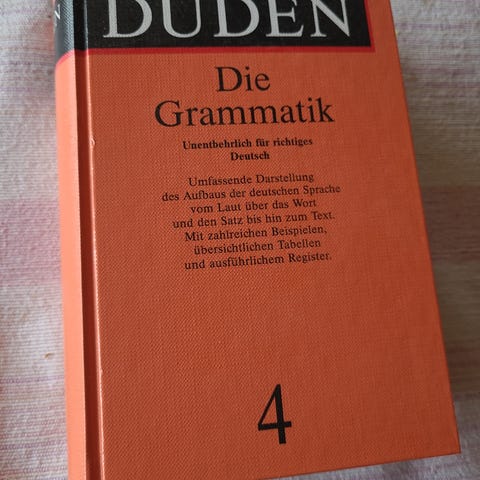 DUDEN
Die
Grammatik
Unentbehrlich für richtiges
Deutsch
Umfassende Darstellung
des Aufbaus der deutschen Sprache
vom Laut über das Wort
und den Satz bis hin zum Text.
Mit zahlreichen Beispielen,
übersichtlichen Tabellen
und ausführlichem Register.
4